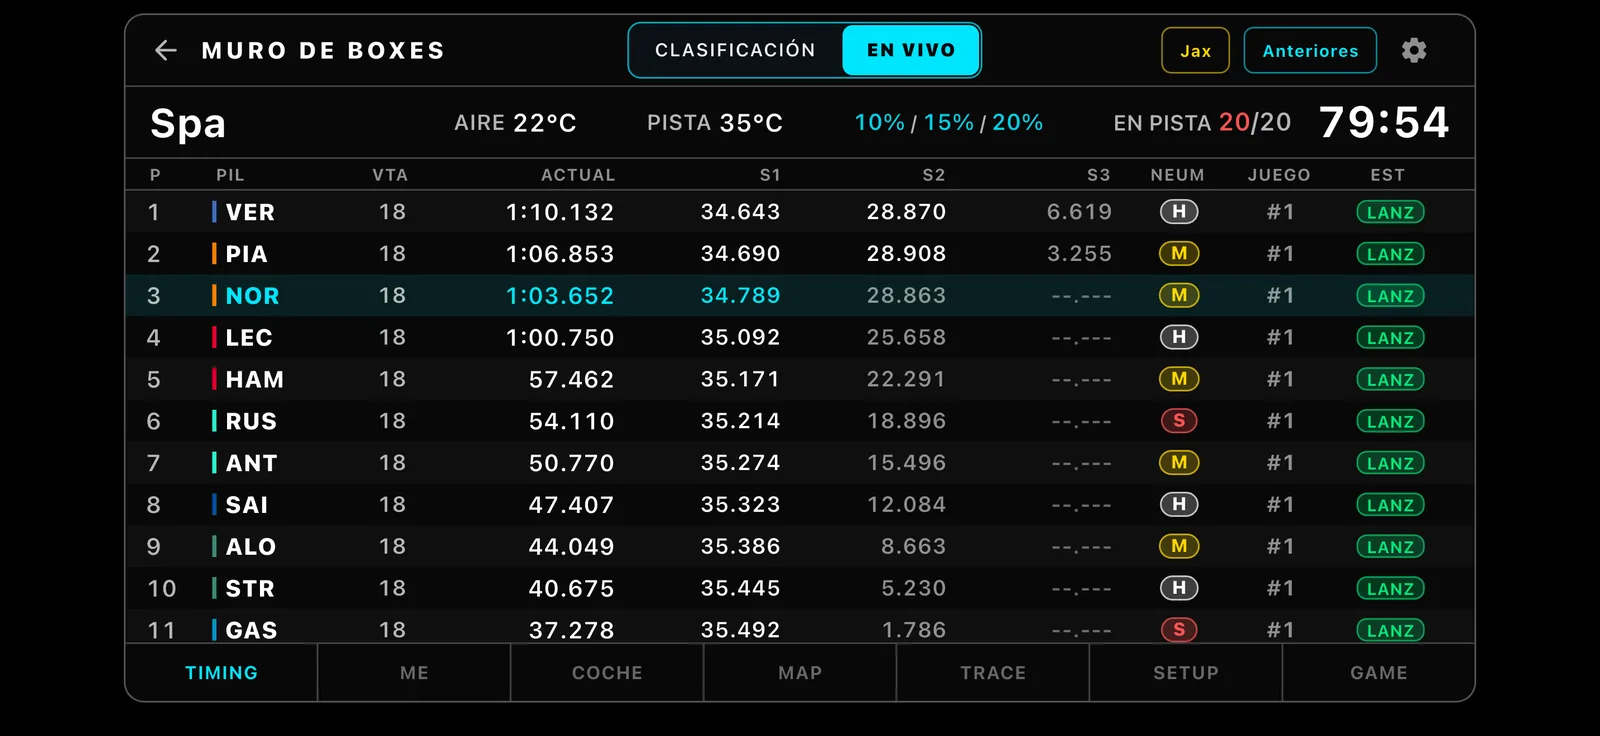 MURO DE BOXES CLASIFICACIÓN EN VIVO Jax Anteriores
Spa AIRE 22°C PISTA 35°C 10% / 15% / 20% EN PISTA 20/20 79:54
P PIL VTA ACTUAL S1 S2 S3 NEUM JUEGO EST
1 VER 18 1:10.132 34.643 28.870 6.619 H #1 LANZ
2 PIA 18 1:06.853 34.690 28.908 3.255 M #1 LANZ
3 NOR 18 1:03.652 34.789 28.863 --.--- M #1 LANZ
4 LEC 18 1:00.750 35.092 25.658 --.--- H #1 LANZ
5 HAM 18 57.462 35.171 22.291 --.--- M #1 LANZ
6 RUS 18 54.110 35.214 18.896 --.--- S #1 LANZ
7 ANT 18 50.770 35.274 15.496 --.--- M #1 LANZ
8 SAI 18 47.407 35.323 12.084 --.--- H #1 LANZ
9 ALO 18 44.049 35.386 8.663 --.--- M #1 LANZ
10 STR 18 40.675 35.445 5.230 --.--- H #1 LANZ
11 GAS 18 37.278 35.492 1.786 --.--- S #1 LANZ
TIMING ME COCHE MAP TRACE SETUP GAME